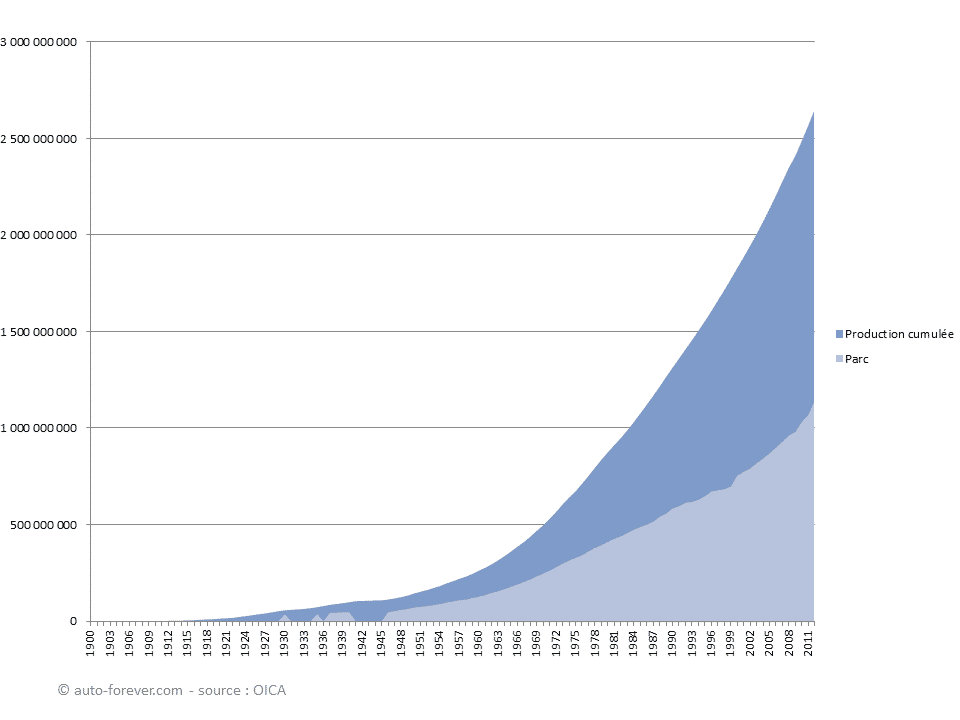 3 000 000 000
2 500 000 000
2 000 000 000
1 500 000 000
1 000 000 000
500 000 000
0
Production cumulée
Parc
1900 1903 1906 1909 1912 1915 1918 1921 1924 1927 1930 1933 1936 1939 1942 1945 1948 1951 1954 1957 1960 1963 1966 1969 1972 1975 1978 1981 1984 1987 1990 1993 1996 1999 2002 2005 2008 2011
© auto-forever.com - source : OICA